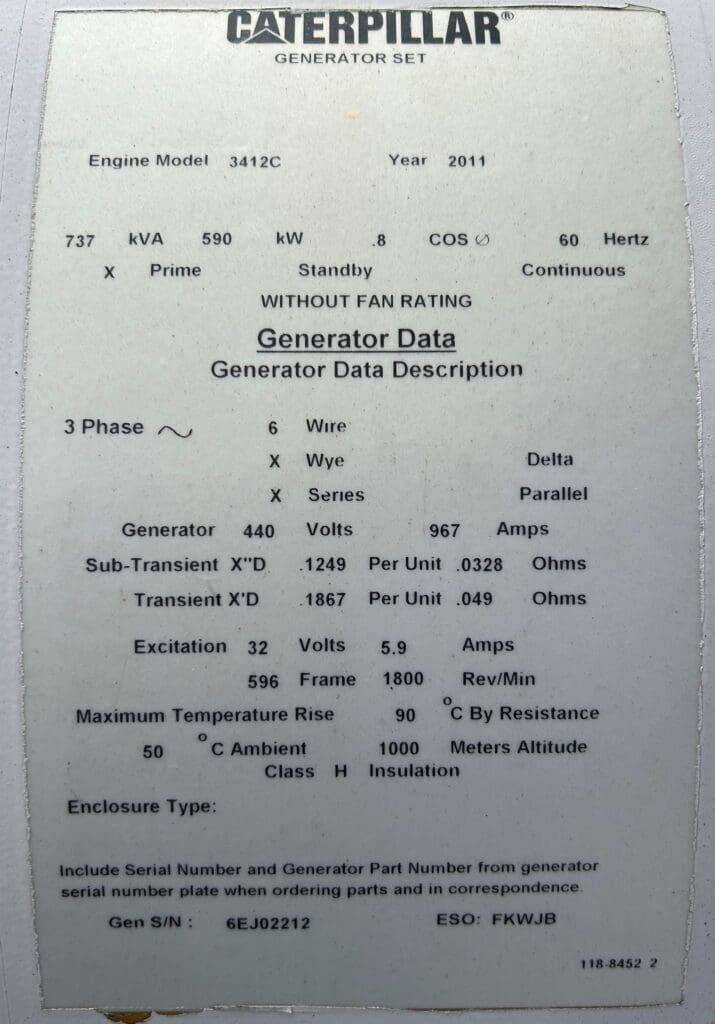 CATERPILLAR®
GENERATOR SET
Engine Model 3412C Year 2011
737 kVA 590 kW .8 COS ∅ 60 Hertz
X Prime Standby Continuous
WITHOUT FAN RATING
Generator Data
Generator Data Description
3 Phase ~ 6 Wire
X Wye Delta
X Series Parallel
Generator 440 Volts 967 Amps
Sub-Transient X"D .1249 Per Unit .0328 Ohms
Transient X'D .1867 Per Unit .049 Ohms
Excitation 32 Volts 5.9 Amps
596 Frame 1800 Rev/Min
Maximum Temperature Rise 90 °C By Resistance
50 °C Ambient 1000 Meters Altitude
Class H Insulation
Enclosure Type:
Include Serial Number and Generator Part Number from generator
serial number plate when ordering parts and in correspondence.
Gen S/N : 6EJ02212 ESO: FKWJB
118-8452 2